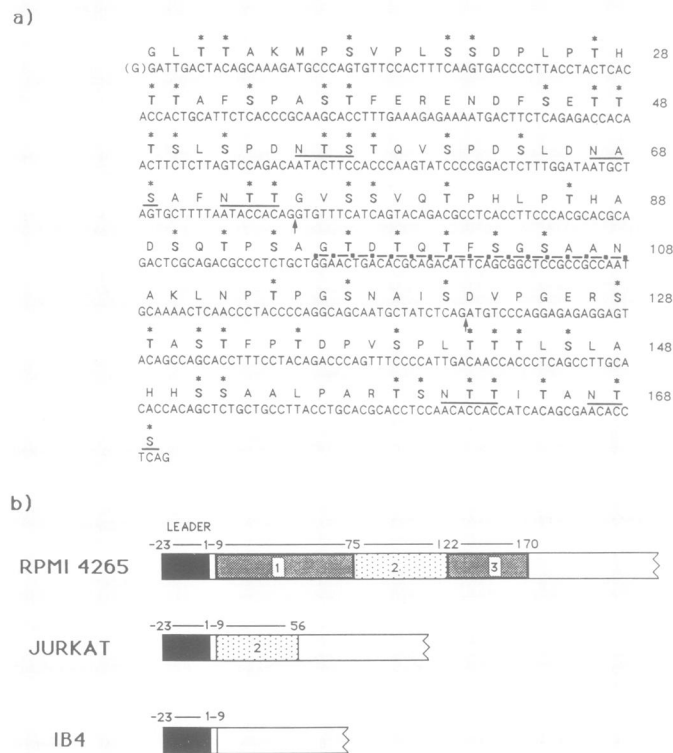 a)
* * * * * *
G L T T A K M P S V P L S S D P L P T H 28
(G)GATTGACTACAGCAAAGATGCCCAGTGTTCCACTTTCAAGTGACCCCTTACCTACTCAC
* * * * * * * *
T T A F S P A S T F E R E N D F S E T T 48
ACCACTGCATTCTCACCCGCAAGCACCTTTGAAAGAGAAAATGACTTCTCAGAGACCACA
* * * * * * * *
T S L S P D N T S T Q V S P D S L D N A 68
ACTTCTCTTAGTCCAGACAATACTTCCACCCAAGTATCCCCGGACTCTTTGGATAATGCT
* * * * * * *
S A F N T T G V S S V Q T P H L P T H A 88
AGTGCTTTTAATACCACAGGTGTTTCATCAGTACAGACGCCTCACCTTCCCACGCACGCA
* * * * * * * *
D S Q T P S A G T D T Q T F S G S A A N 108
GACTCGCAGACGCCCTCTGCTGGAACTGACACGCAGACATTCAGCGGCTCCGCCGCCAAT
* * * *
A K L N P T P G S N A I S D V P G E R S 128
GCAAAACTCAACCCTACCCCAGGCAGCAATGCTATCTCAGATGTCCCAGGAGAGAGGAGT
* * * * * * * * *
T A S T F P T D P V S P L T T T L S L A 148
ACAGCCAGCACCTTTCCTACAGACCCAGTTTCCCCATTGACAACCACCCTCAGCCTTGCA
* * * * * * * *
H H S S A A L P A R T S N T T I T A N T 168
CACCACAGCTCTGCTGCCTTACCTGCACGCACCTCCAACACCACCATCACAGCGAACACC
*
S
TCAG
b)
LEADER
-23 1-9 75 122 170
RPMI 4265 1 2 3
-23 1-9 56
JURKAT 2
-23 1-9
IB4